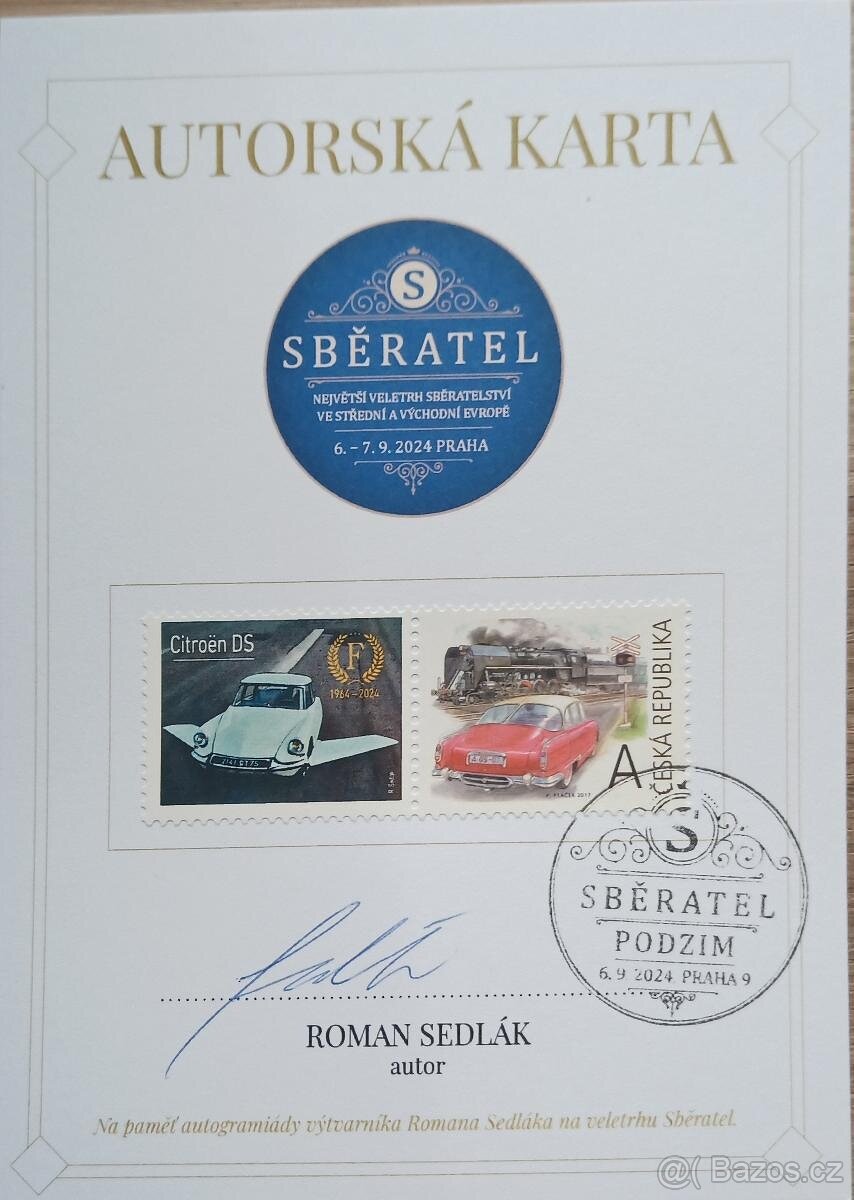 AUTORSKÁ KARTA
S
SBĚRATEL
NEJVĚTŠÍ VELETRH SBĚRATELSTVÍ
VE STŘEDNÍ A VÝCHODNÍ EVROPĚ
6. – 7. 9. 2024 PRAHA
Citroën DS
F
1964–2024
ČESKÁ REPUBLIKA
A
2017
S
SBĚRATEL
PODZIM
6. 9. 2024 PRAHA 9
ROMAN SEDLÁK
autor
Na paměť autogramiády výtvarníka Romana Sedláka na veletrhu Sběratel.
@ Bazos.cz